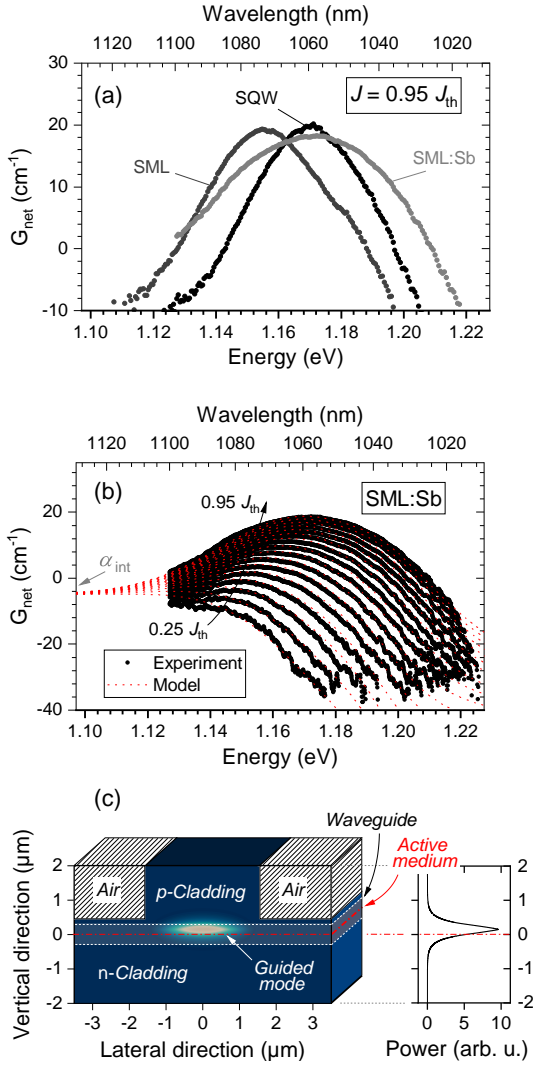 Wavelength (nm)
1120 1100 1080 1060 1040 1020
(a)
J = 0.95 J_th
SQW
SML
SML:Sb
G_net (cm⁻¹)
30
20
10
0
-10
1.10 1.12 1.14 1.16 1.18 1.20 1.22
Energy (eV)
Wavelength (nm)
1120 1100 1080 1060 1040 1020
(b)
SML:Sb
0.95 J_th
α_int
0.25 J_th
Experiment
Model
G_net (cm⁻¹)
20
0
-20
-40
1.10 1.12 1.14 1.16 1.18 1.20 1.22
Energy (eV)
(c)
Waveguide
Active
medium
Air
p-Cladding
Air
n-Cladding
Guided
mode
Vertical direction (µm)
2
1
0
-1
-2
-3 -2 -1 0 1 2 3
Lateral direction (µm)
2
1
0
-1
-2
0 5 10
Power (arb. u.)